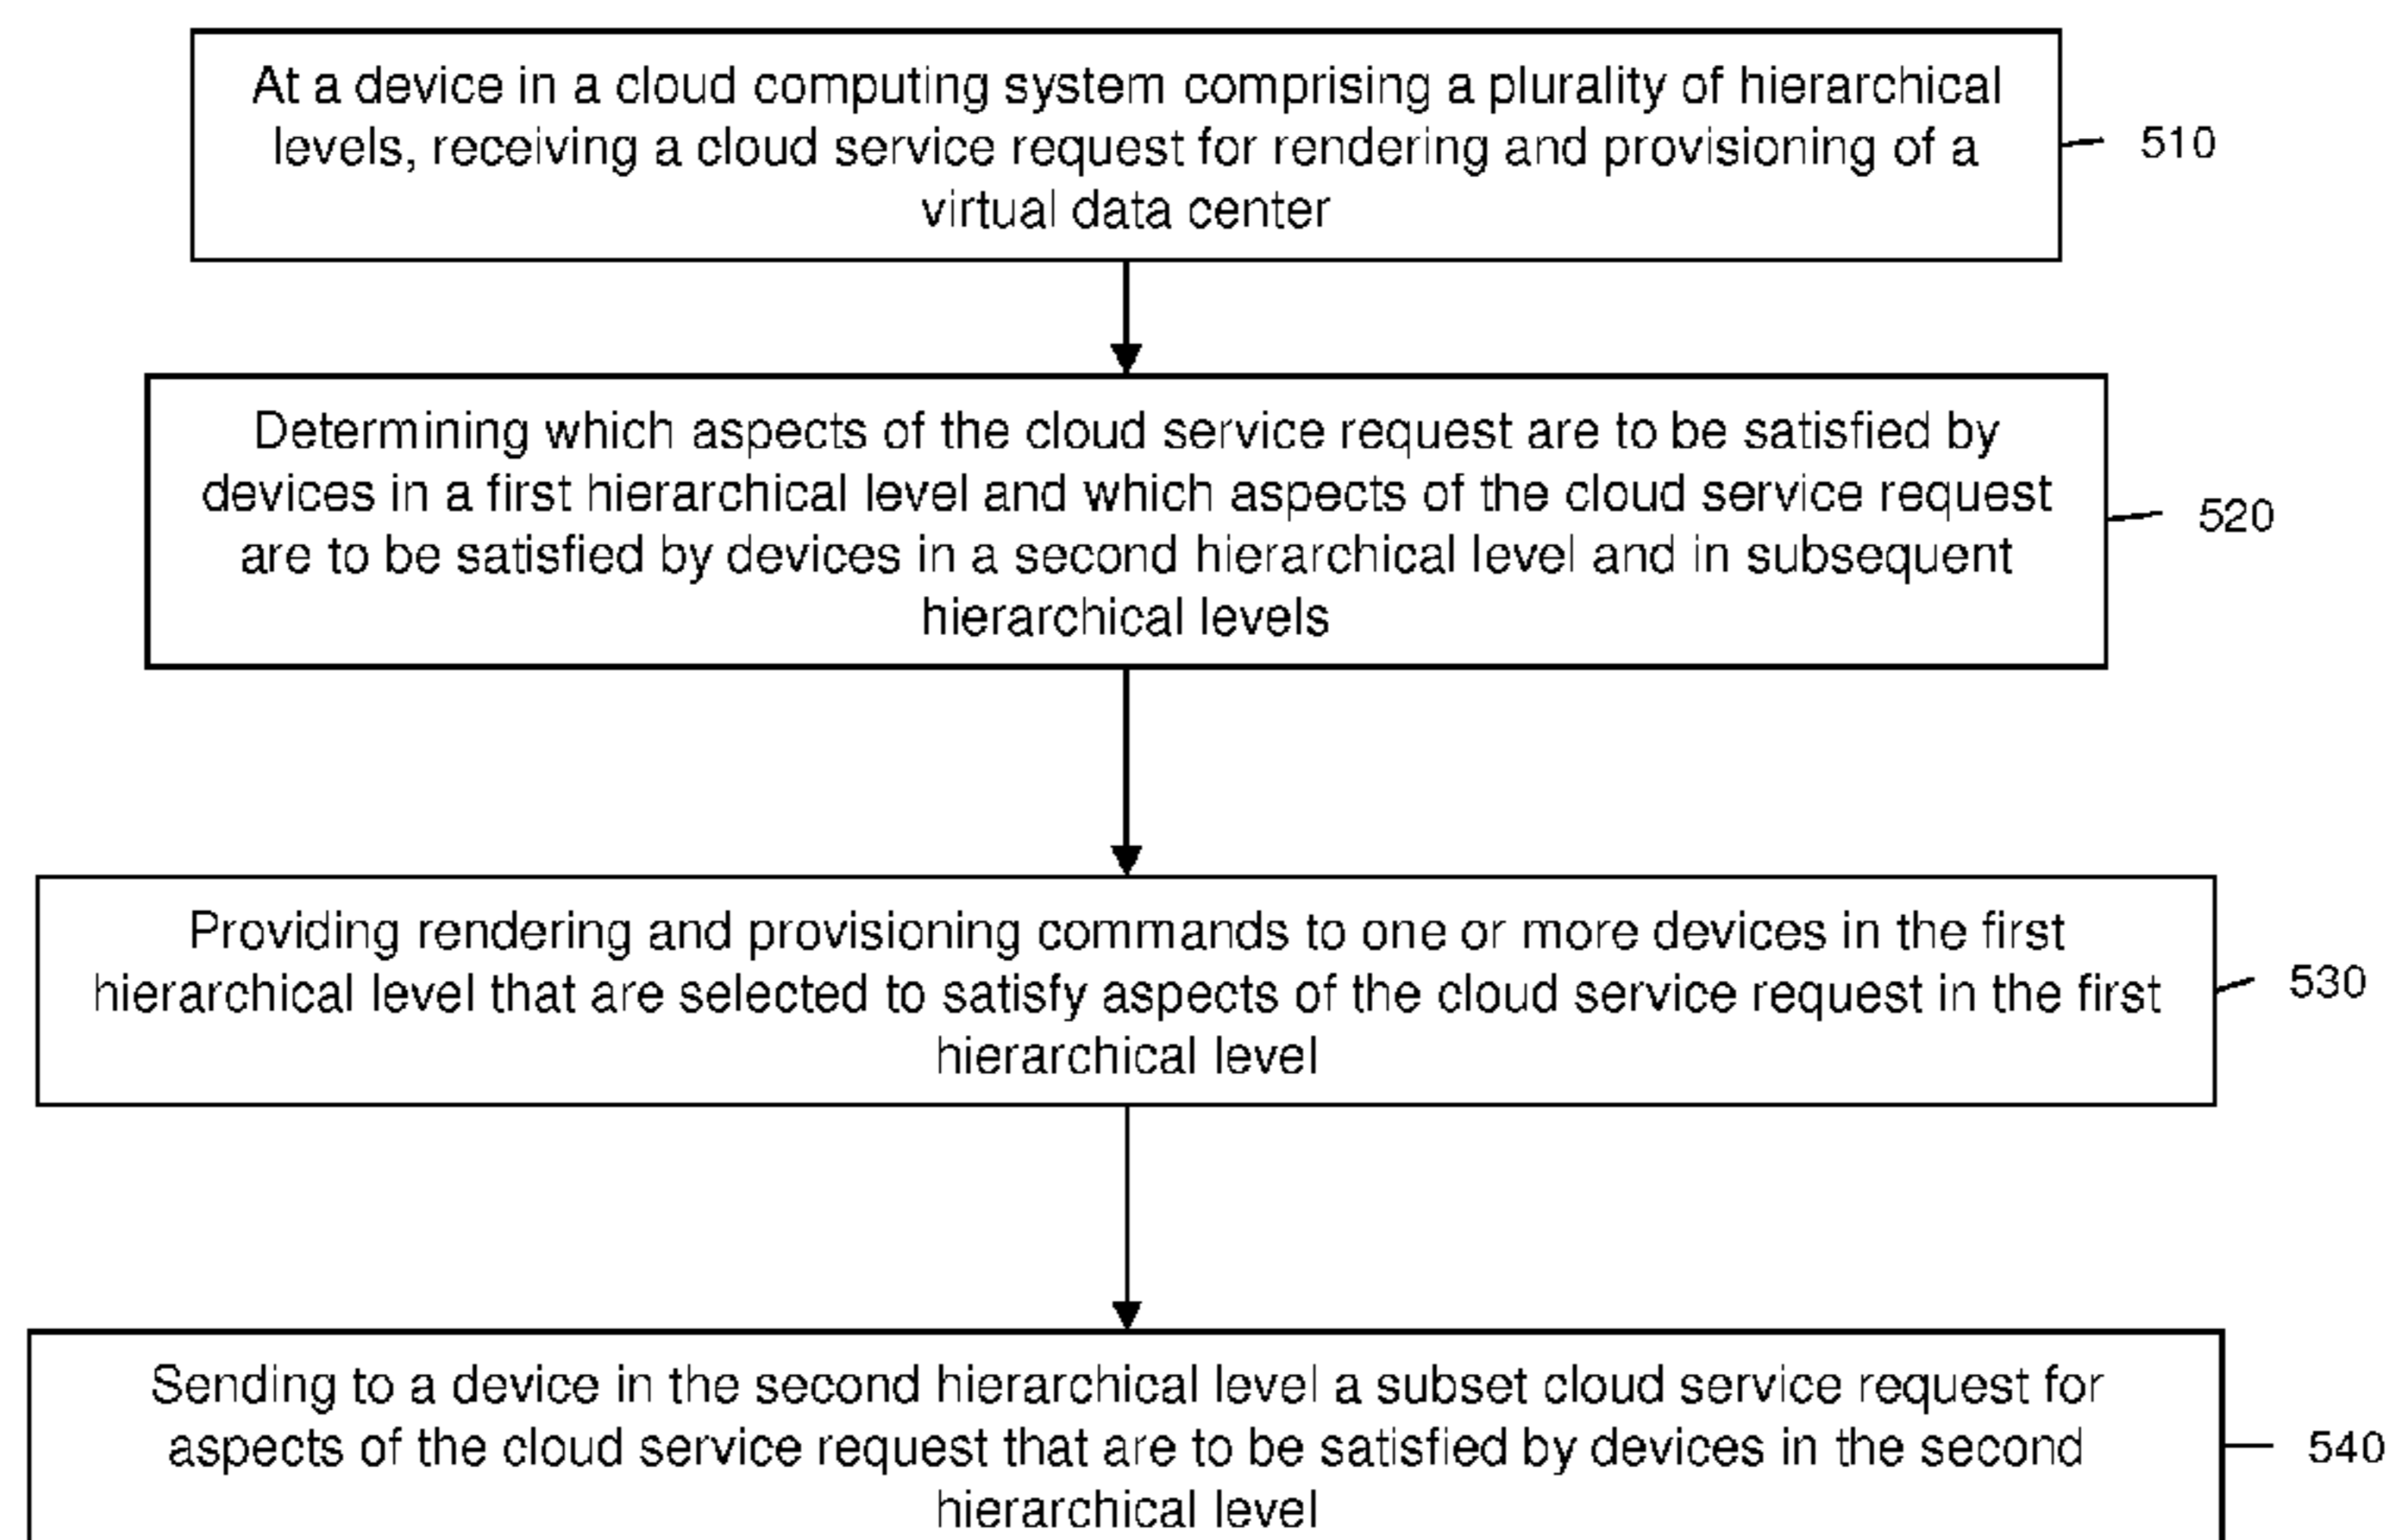 At a device in a cloud computing system comprising a plurality of hierarchical
levels, receiving a cloud service request for rendering and provisioning of a
virtual data center
510
Determining which aspects of the cloud service request are to be satisfied by
devices in a first hierarchical level and which aspects of the cloud service request
are to be satisfied by devices in a second hierarchical level and in subsequent
hierarchical levels
520
Providing rendering and provisioning commands to one or more devices in the first
hierarchical level that are selected to satisfy aspects of the cloud service request in the first
hierarchical level
530
Sending to a device in the second hierarchical level a subset cloud service request for
aspects of the cloud service request that are to be satisfied by devices in the second
hierarchical level
540